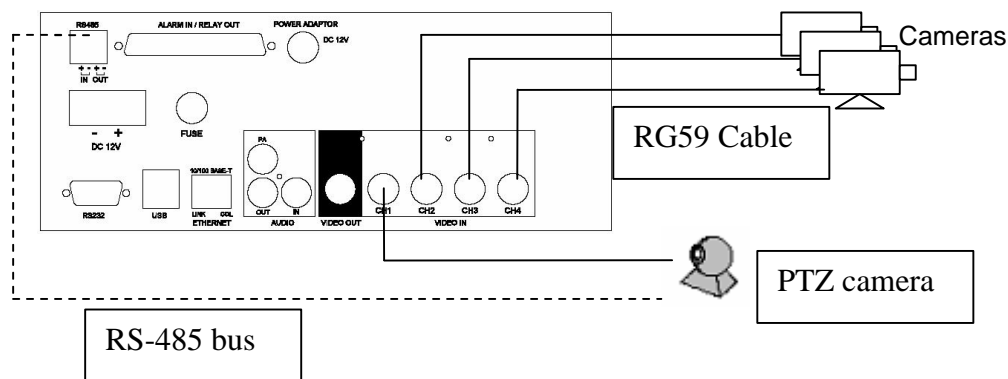 RS485
ALARM IN / RELAY OUT
POWER ADAPTOR
DC 12V
+ - + -
IN OUT
Cameras
- +
DC 12V
FUSE
RG59 Cable
PA
10/100 BASE-T
RS232
USB
LINK COL
ETHERNET
OUT
IN
AUDIO
VIDEO OUT
CH1
CH2
CH3
CH4
VIDEO IN
PTZ camera
RS-485 bus